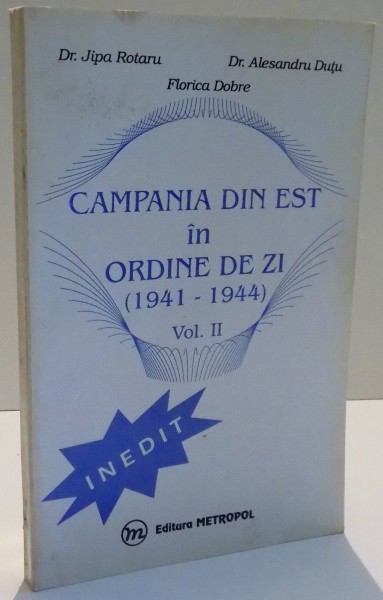 Dr. Jipa Rotaru
Dr. Alesandru Duțu
Florica Dobre
CAMPANIA DIN EST
în
ORDINE DE ZI
(1941 - 1944)
Vol. II
INEDIT
m Editura METROPOL